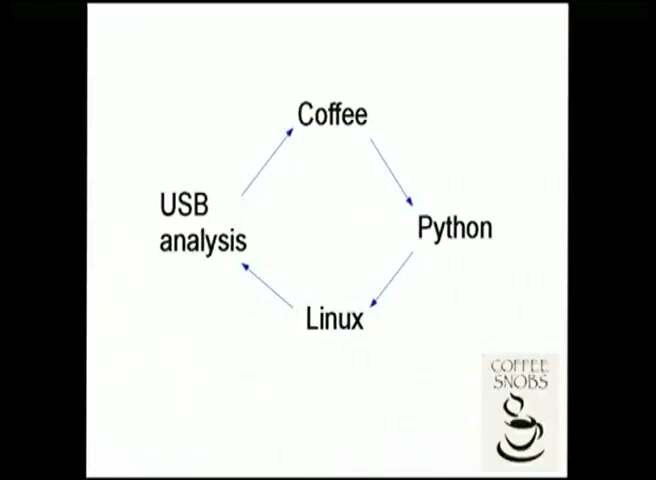 Coffee
USB
analysis
Python
Linux
COFFEE
SNOBS